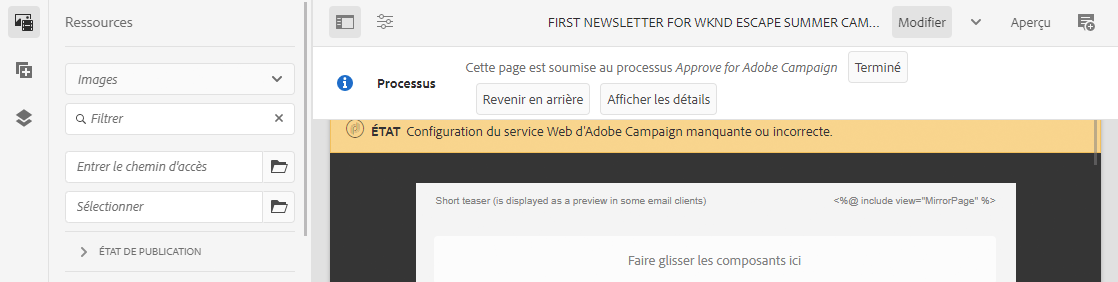 Ressources
FIRST NEWSLETTER FOR WKND ESCAPE SUMMER CAM...
Modifier
Aperçu
Images
Filtrer
Entrer le chemin d'accès
Sélectionner
ÉTAT DE PUBLICATION
Processus
Cette page est soumise au processus Approve for Adobe Campaign
Terminé
Revenir en arrière
Afficher les détails
ÉTAT Configuration du service Web d'Adobe Campaign manquante ou incorrecte.
Short teaser (is displayed as a preview in some email clients)
<%@ include view="MirrorPage" %>
Faire glisser les composants ici